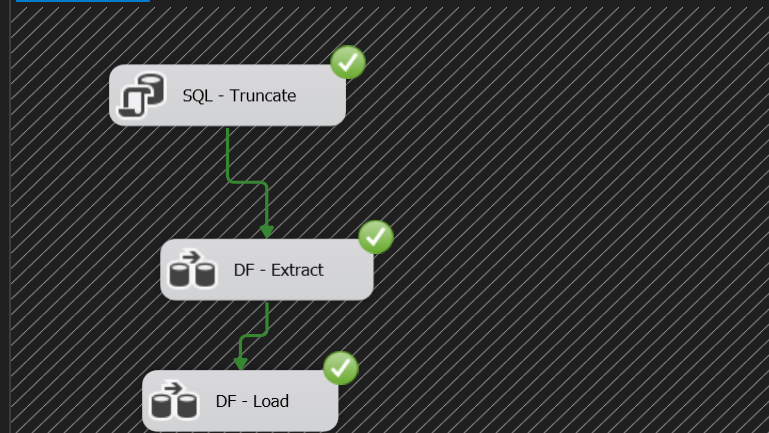 SQL - Truncate
DF - Extract
DF - Load